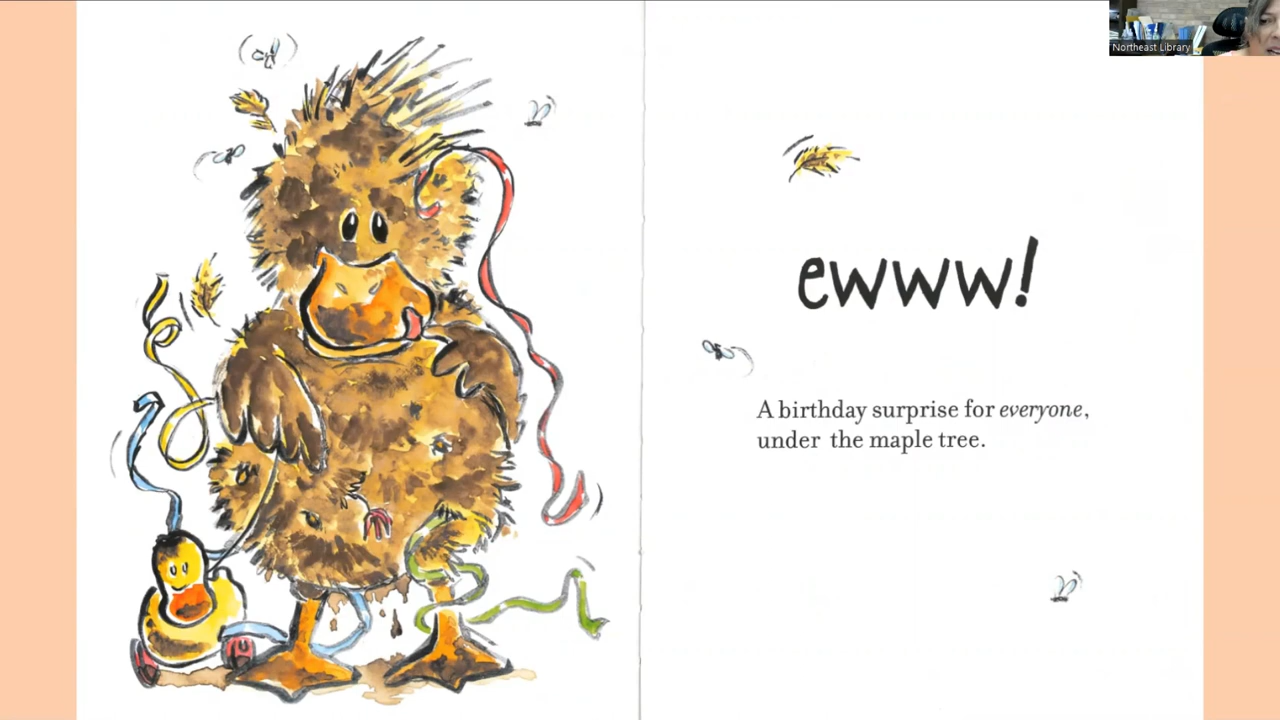 Northeast Library
ewww!
A birthday surprise for everyone,
under the maple tree.